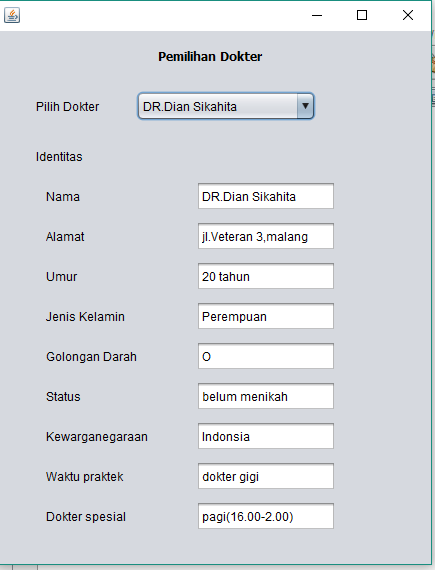 Pemilihan Dokter
Pilih Dokter DR.Dian Sikahita
Identitas
Nama DR.Dian Sikahita
Alamat jl.Veteran 3,malang
Umur 20 tahun
Jenis Kelamin Perempuan
Golongan Darah O
Status belum menikah
Kewarganegaraan Indonsia
Waktu praktek dokter gigi
Dokter spesial pagi(16.00-2.00)